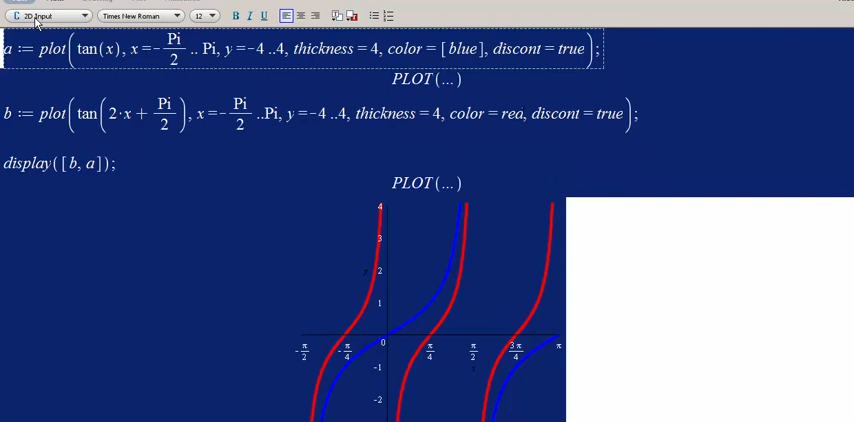 2D Input Times New Roman 12 B I U
a := plot(tan(x), x = -Pi/2 .. Pi, y = -4 ..4, thickness = 4, color = [blue], discont = true);
PLOT(...)
b := plot(tan(2·x + Pi/2), x = -Pi/2 ..Pi, y = -4 ..4, thickness = 4, color = red, discont = true);
display([b, a]);
PLOT(...)
4
3
2
1
0
-π/2 -π/4 π/4 π/2 3π/4 π
-1
-2